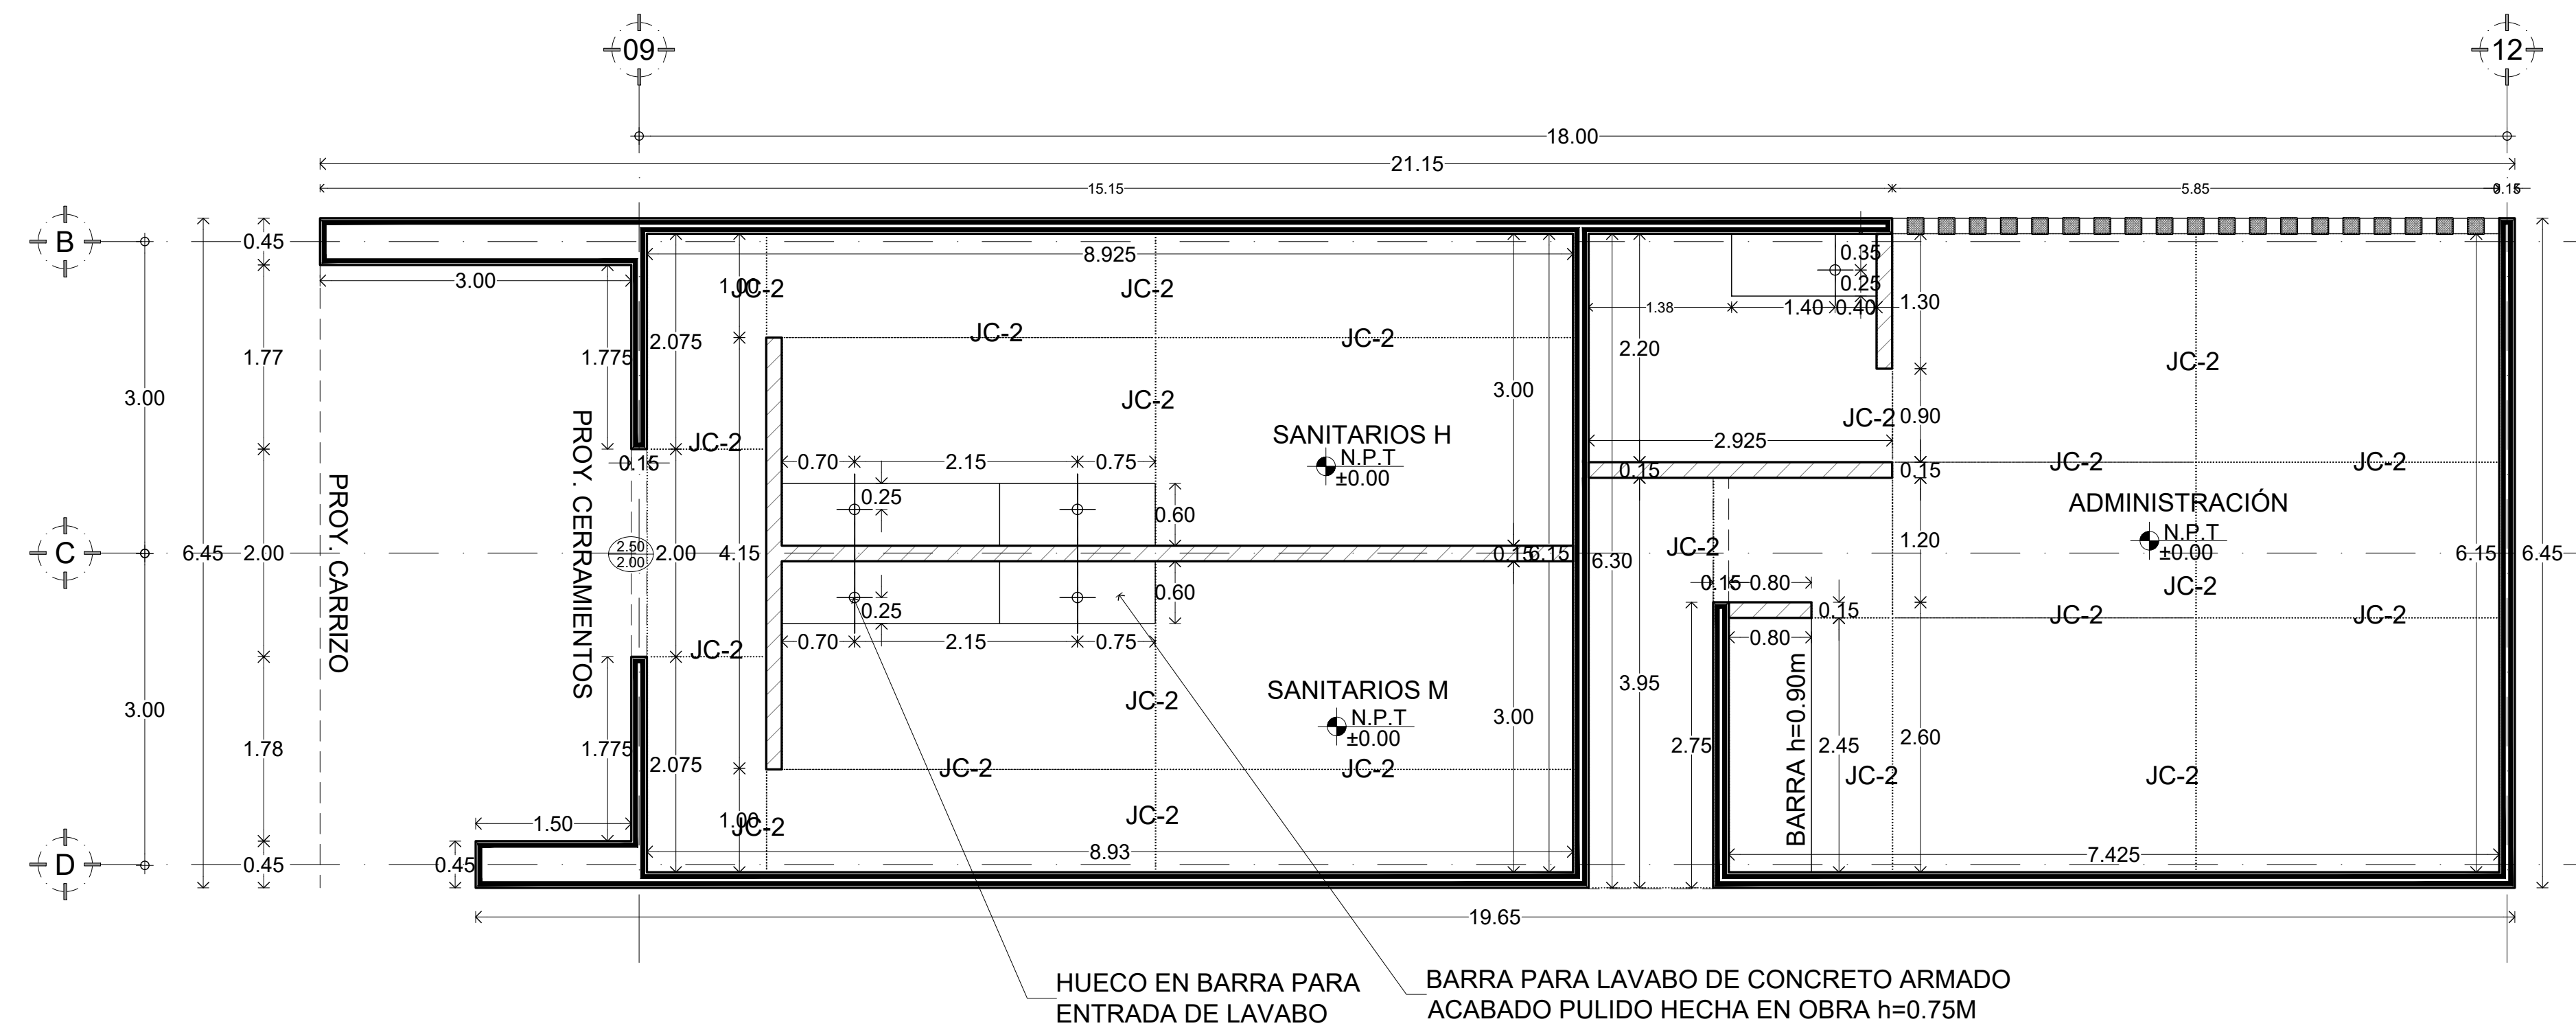 09
12
18.00
21.15
15.15
5.85
0.15
B
0.45
8.925
0.35
3.00
1.00
JC-2
JC-2
0.25
1.38
1.40
0.40
1.30
JC-2
JC-2
1.77
1.775
2.075
2.20
JC-2
3.00
3.00
JC-2
JC-2
0.90
JC-2
SANITARIOS H
N.P.T
±0.00
2.925
0.15
0.70
2.15
0.75
JC-2
JC-2
0.15
0.15
PROY. CARRIZO
PROY. CERRAMIENTOS
0.25
0.60
ADMINISTRACIÓN
N.P.T
±0.00
C
6.45
2.00
2.50
2.00
2.00
4.15
0.15
6.15
6.30
JC-2
1.20
6.15
6.45
0.15
0.80
JC-2
0.25
0.60
0.15
JC-2
JC-2
0.70
2.15
0.75
0.80
JC-2
SANITARIOS M
N.P.T
±0.00
3.95
JC-2
3.00
3.00
1.78
1.775
2.075
2.75
BARRA h=0.90m
2.45
2.60
JC-2
JC-2
JC-2
JC-2
1.50
1.00
JC-2
JC-2
D
0.45
0.45
8.93
7.425
19.65
HUECO EN BARRA PARA
ENTRADA DE LAVABO
BARRA PARA LAVABO DE CONCRETO ARMADO
ACABADO PULIDO HECHA EN OBRA h=0.75M